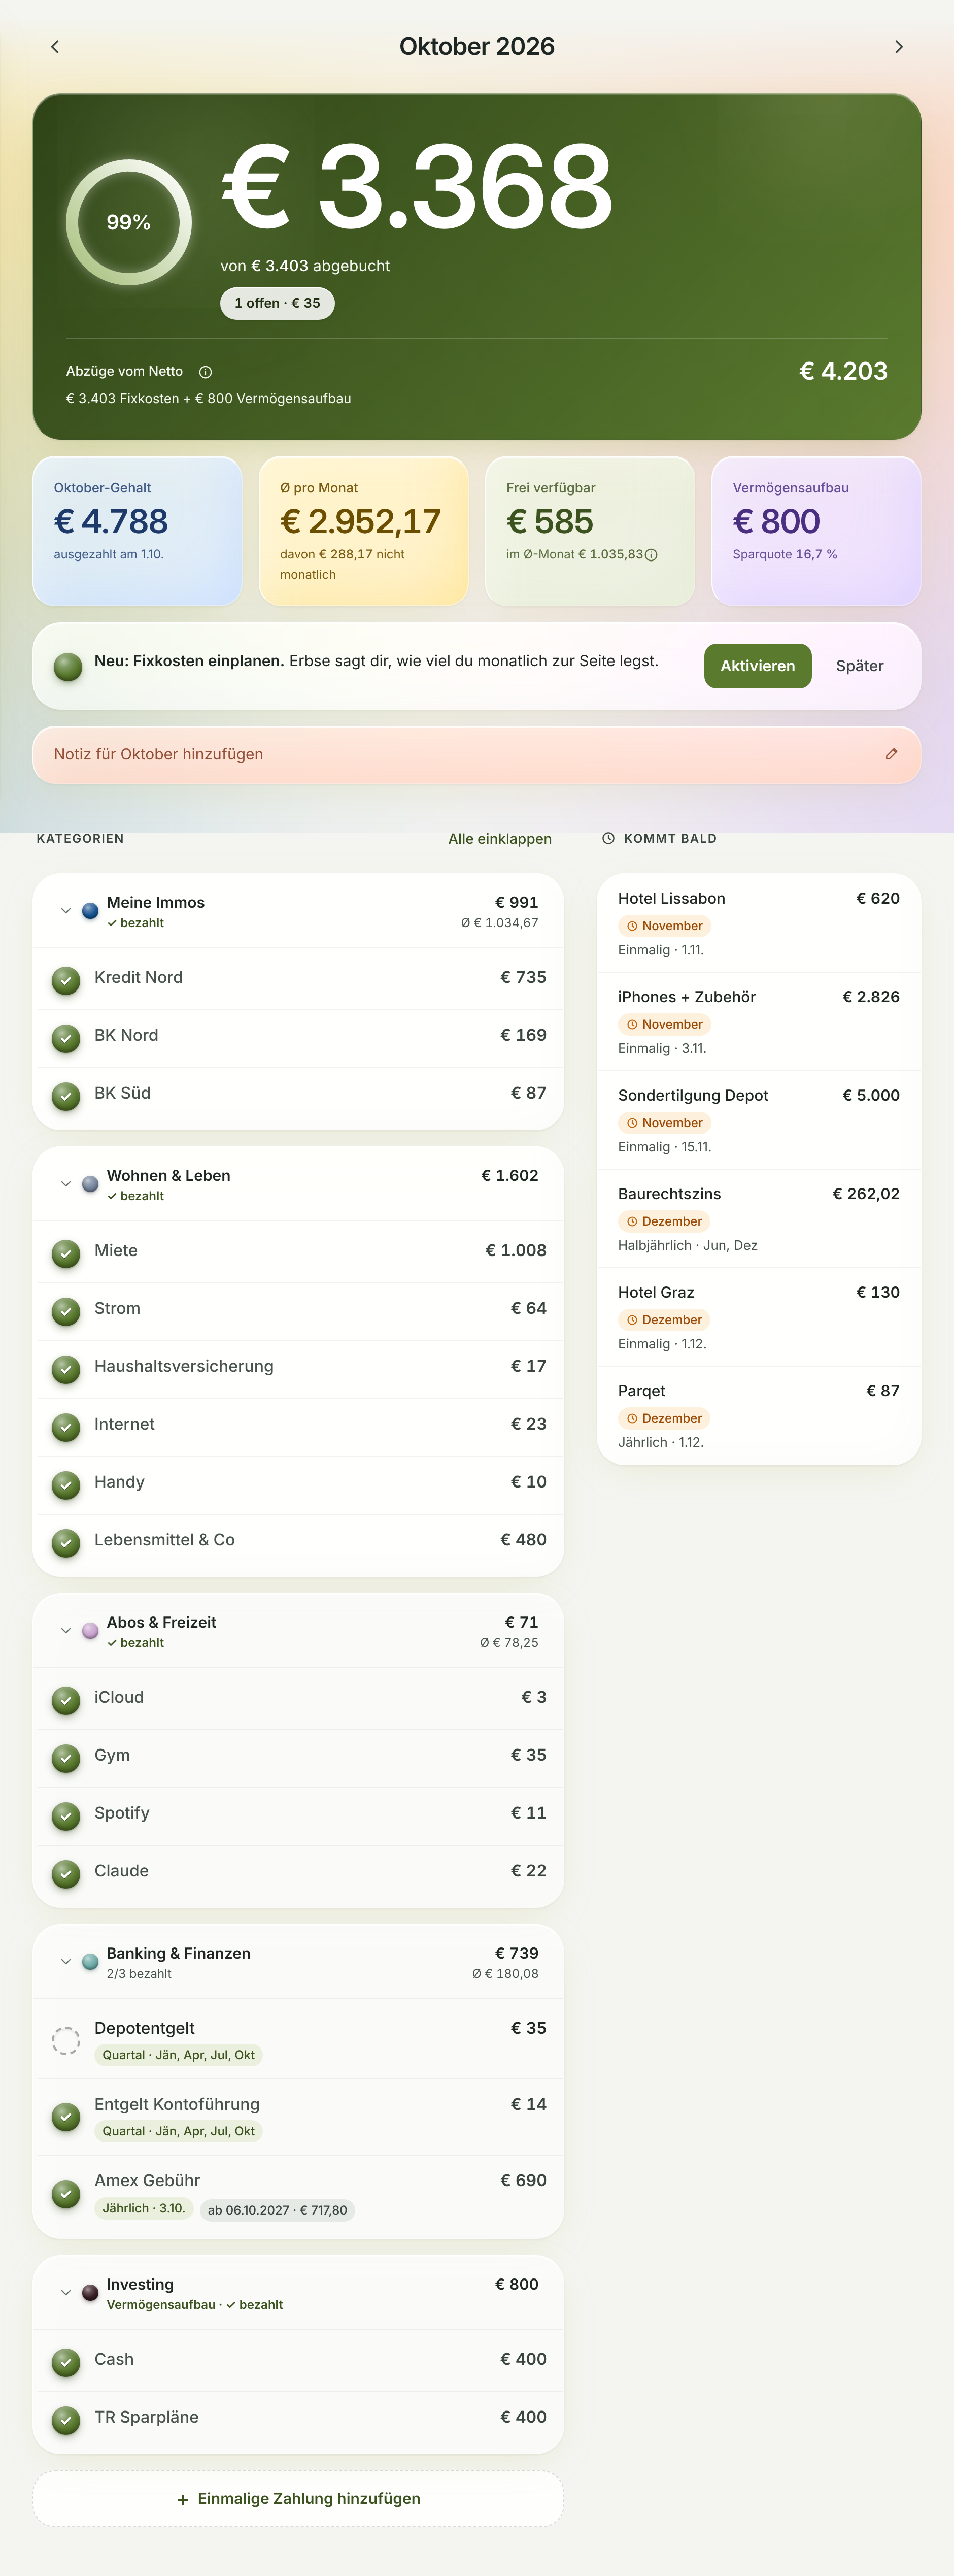 Oktober 2026
99%
€ 3.368
von € 3.403 abgebucht
1 offen · € 35
Abzüge vom Netto
€ 4.203
€ 3.403 Fixkosten + € 800 Vermögensaufbau
Oktober-Gehalt
€ 4.788
ausgezahlt am 1.10.
Ø pro Monat
€ 2.952,17
davon € 288,17 nicht
monatlich
Frei verfügbar
€ 585
im Ø-Monat € 1.035,83
Vermögensaufbau
€ 800
Sparquote 16,7 %
Neu: Fixkosten einplanen. Erbse sagt dir, wie viel du monatlich zur Seite legst.
Aktivieren
Später
Notiz für Oktober hinzufügen
KATEGORIEN
Alle einklappen
Meine Immos
€ 991
✓ bezahlt
Ø € 1.034,67
Kredit Nord
€ 735
BK Nord
€ 169
BK Süd
€ 87
Wohnen & Leben
€ 1.602
✓ bezahlt
Miete
€ 1.008
Strom
€ 64
Haushaltsversicherung
€ 17
Internet
€ 23
Handy
€ 10
Lebensmittel & Co
€ 480
Abos & Freizeit
€ 71
✓ bezahlt
Ø € 78,25
iCloud
€ 3
Gym
€ 35
Spotify
€ 11
Claude
€ 22
Banking & Finanzen
€ 739
2/3 bezahlt
Ø € 180,08
Depotentgelt
€ 35
Quartal · Jän, Apr, Jul, Okt
Entgelt Kontoführung
€ 14
Quartal · Jän, Apr, Jul, Okt
Amex Gebühr
€ 690
Jährlich · 3.10.
ab 06.10.2027 · € 717,80
Investing
€ 800
Vermögensaufbau · ✓ bezahlt
Cash
€ 400
TR Sparpläne
€ 400
+ Einmalige Zahlung hinzufügen
KOMMT BALD
Hotel Lissabon
€ 620
November
Einmalig · 1.11.
iPhones + Zubehör
€ 2.826
November
Einmalig · 3.11.
Sondertilgung Depot
€ 5.000
November
Einmalig · 15.11.
Baurechtszins
€ 262,02
Dezember
Halbjährlich · Jun, Dez
Hotel Graz
€ 130
Dezember
Einmalig · 1.12.
Parqet
€ 87
Dezember
Jährlich · 1.12.